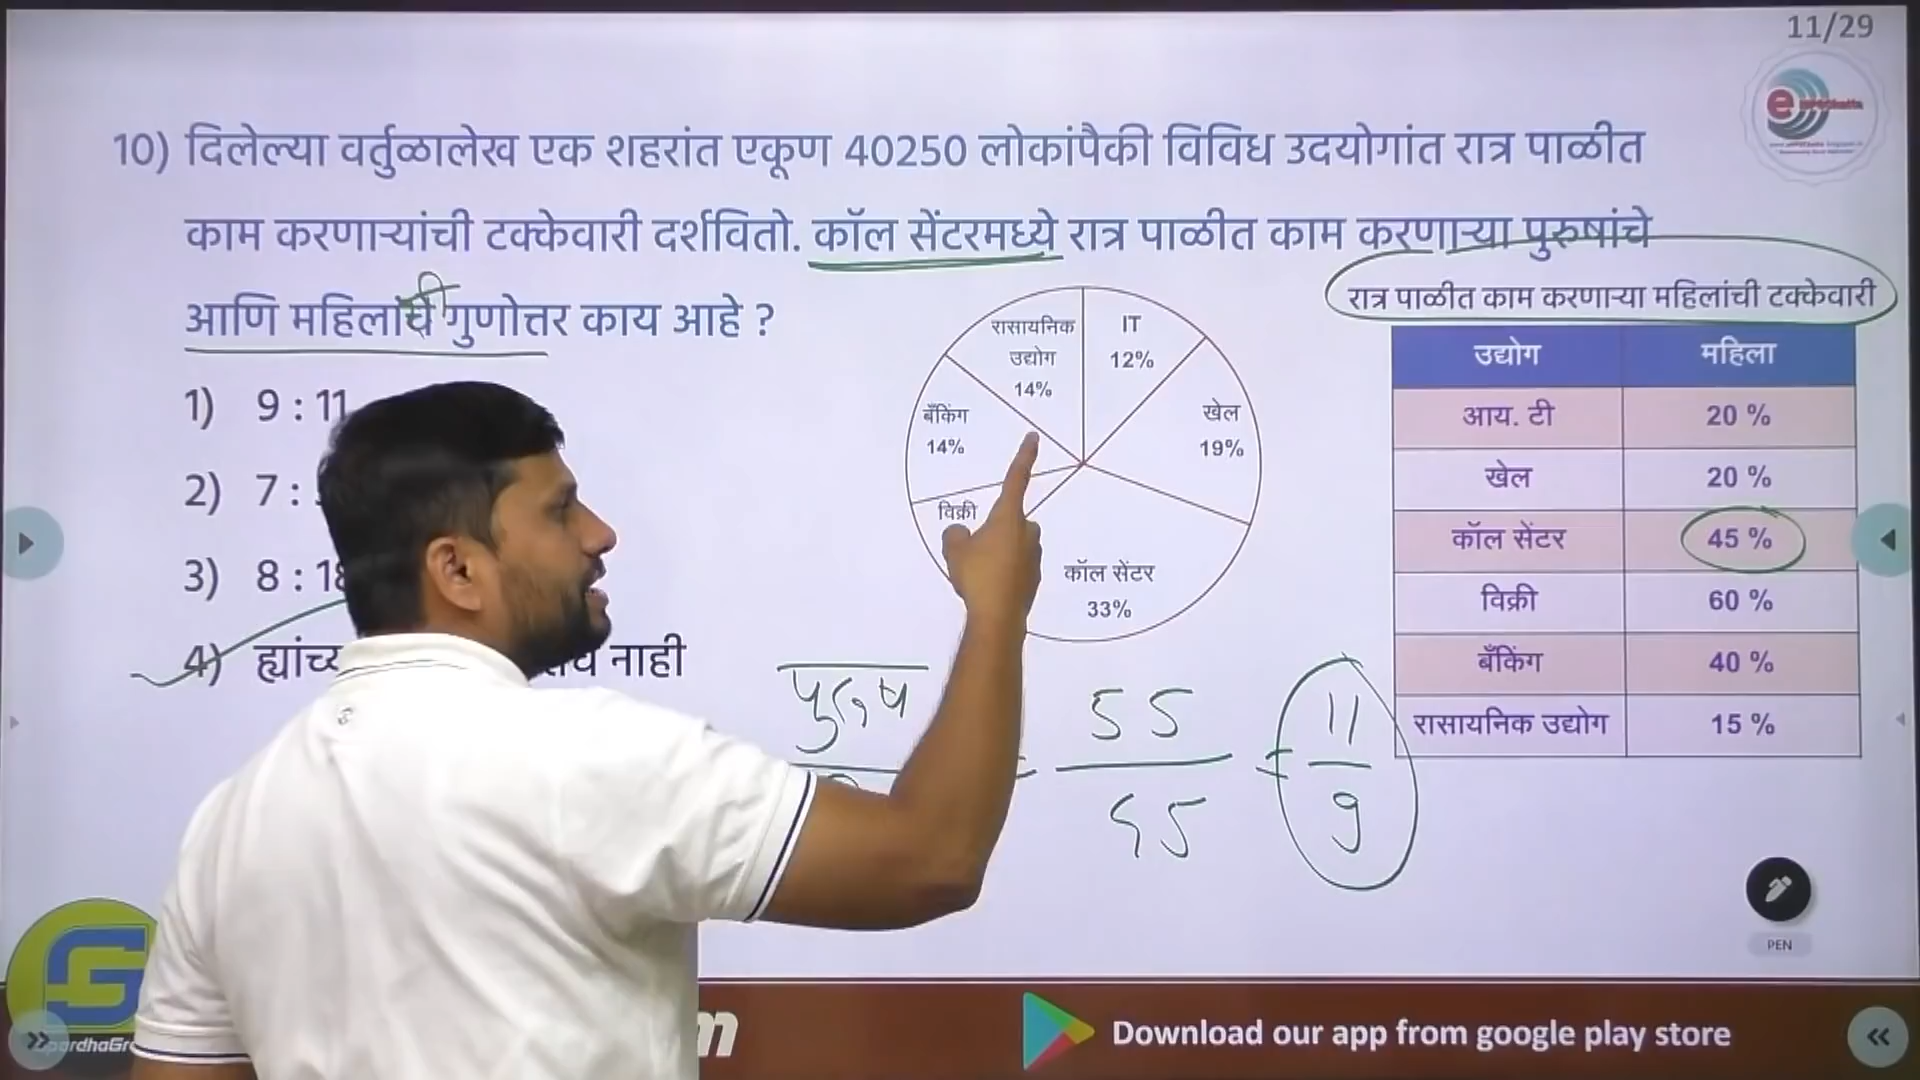 11/29
10) दिलेल्या वर्तुळालेख एक शहरांत एकूण 40250 लोकांपैकी विविध उदयोगांत रात्र पाळीत
काम करणाऱ्यांची टक्केवारी दर्शवितो. कॉल सेंटरमध्ये रात्र पाळीत काम करणाऱ्या पुरुषांचे
आणि महिलांची गुणोत्तर काय आहे ?
1) 9 : 11
2) 7 :
3) 8 : 18
4) नाही
रासायनिक
उद्योग
14%
IT
12%
बँकिंग
14%
खेल
19%
विक्री
कॉल सेंटर
33%
रात्र पाळीत काम करणाऱ्या महिलांची टक्केवारी
उद्योग महिला
आय. टी 20 %
खेल 20 %
कॉल सेंटर 45 %
विक्री 60 %
बँकिंग 40 %
रासायनिक उद्योग 15 %
पुरुष = 55 = 11
45 9
PEN
Download our app from google play store